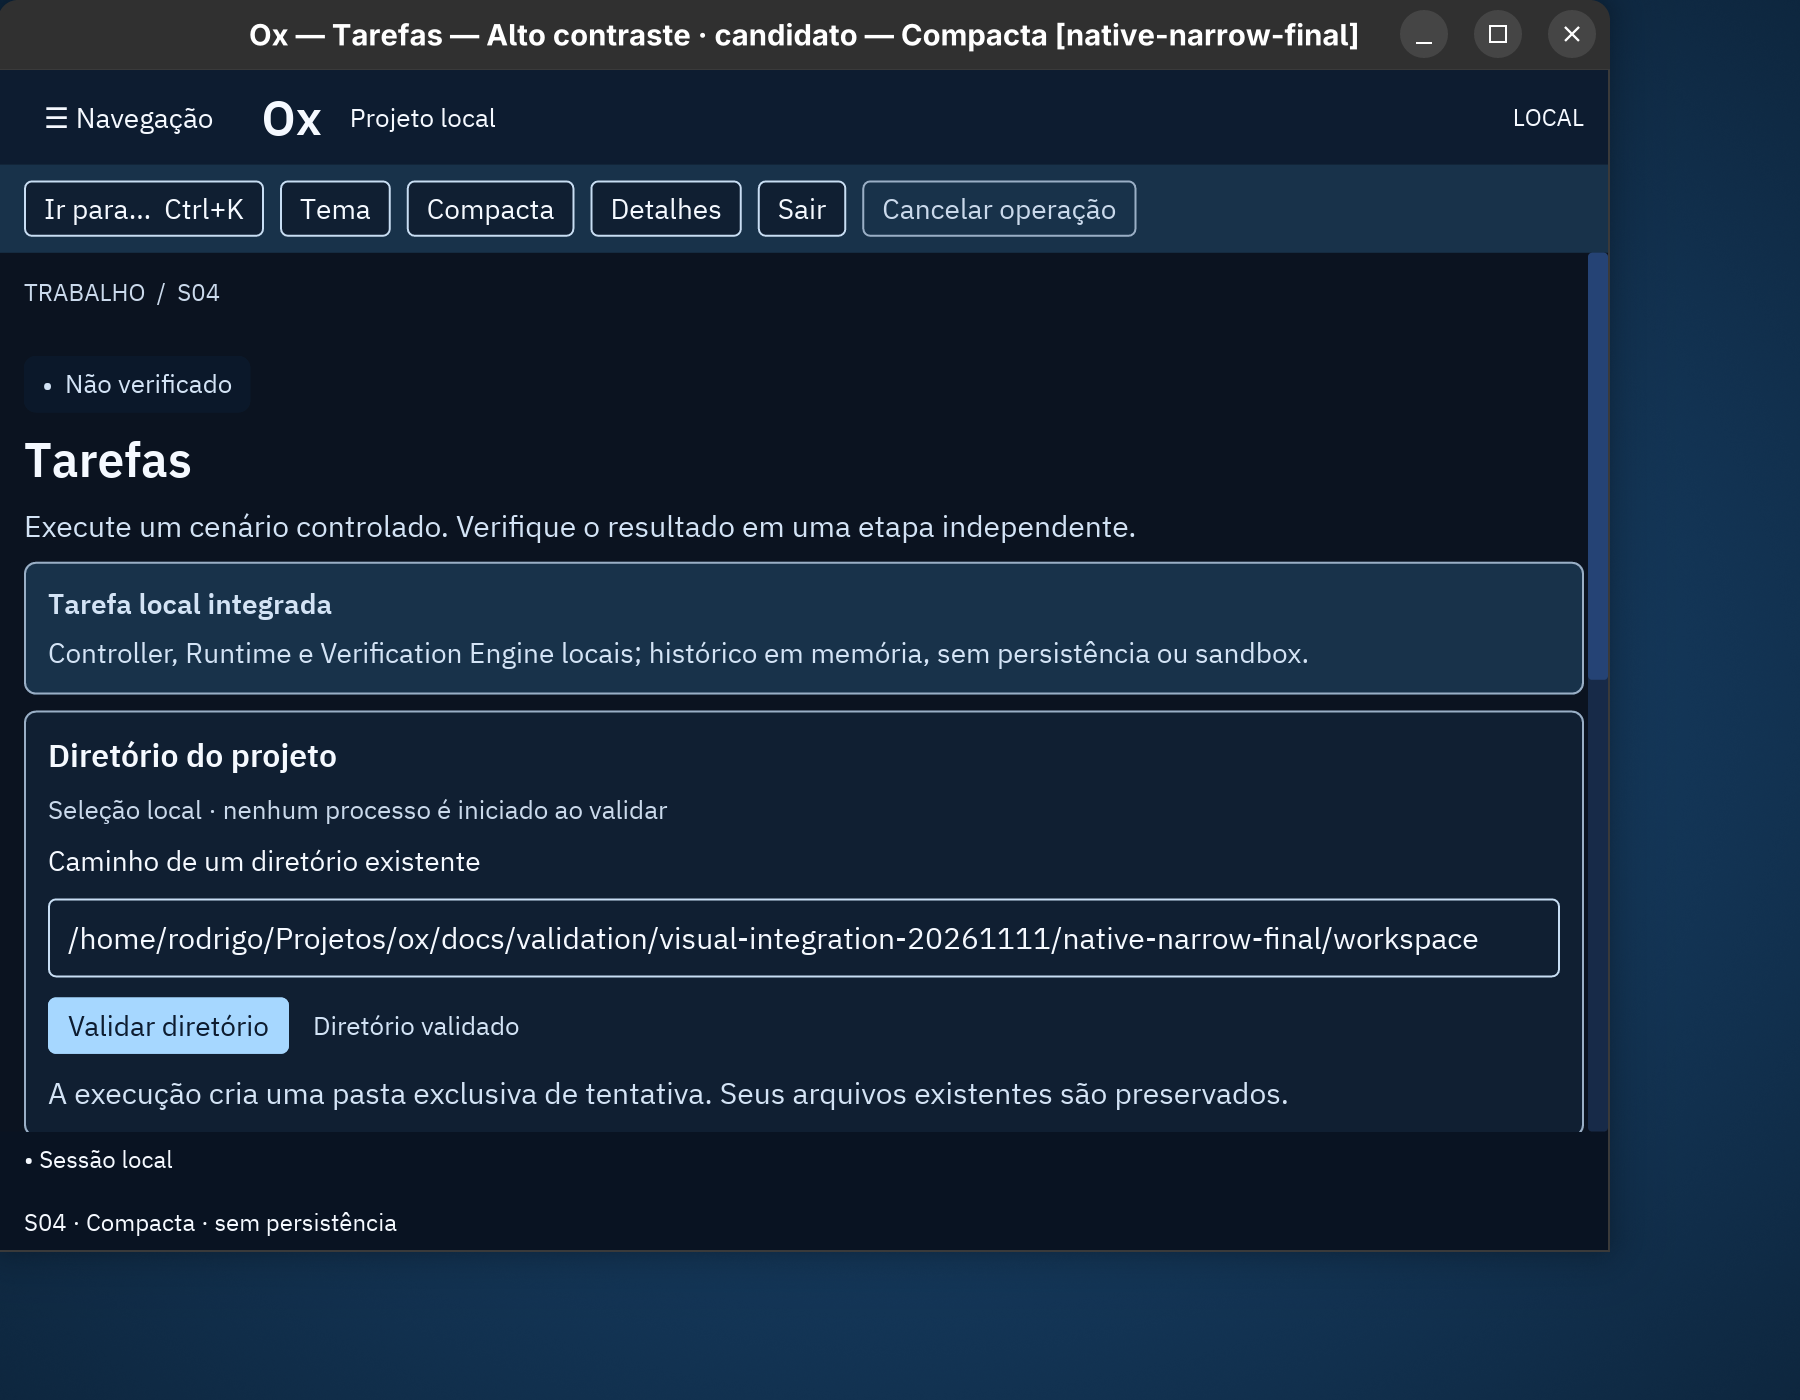 Ox — Tarefas — Alto contraste · candidato — Compacta [native-narrow-final]
☰ Navegação Ox Projeto local LOCAL
Ir para... Ctrl+K Tema Compacta Detalhes Sair Cancelar operação
TRABALHO / S04
• Não verificado
Tarefas
Execute um cenário controlado. Verifique o resultado em uma etapa independente.
Tarefa local integrada
Controller, Runtime e Verification Engine locais; histórico em memória, sem persistência ou sandbox.
Diretório do projeto
Seleção local · nenhum processo é iniciado ao validar
Caminho de um diretório existente
/home/rodrigo/Projetos/ox/docs/validation/visual-integration-20261111/native-narrow-final/workspace
Validar diretório Diretório validado
A execução cria uma pasta exclusiva de tentativa. Seus arquivos existentes são preservados.
• Sessão local
S04 · Compacta · sem persistência